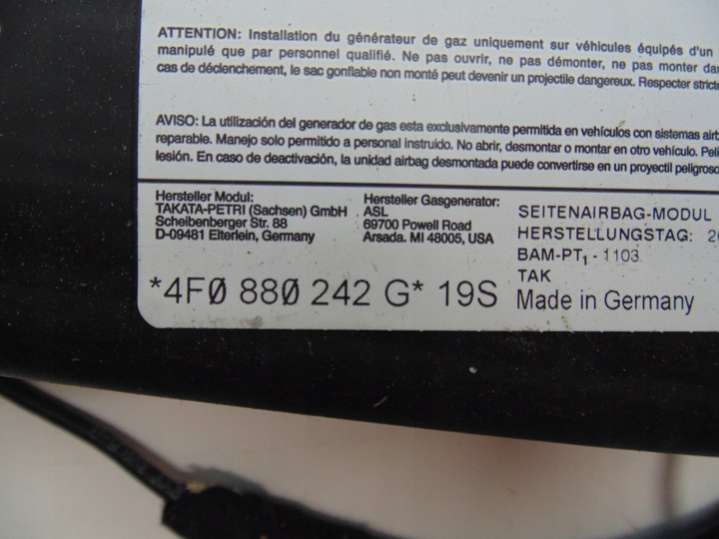 ATTENTION: Installation du générateur de gaz uniquement sur véhicules équipés d'un
manipulé que par personnel qualifié. Ne pas ouvrir, ne pas démonter, ne pas monter
cas de déclenchement, le sac gonflable non monté peut devenir un projectile dangereux. Respecter
AVISO: La utilización del generador de gas esta exclusivamente permitida en vehículos con sistemas
reparable. Manejo solo permitido a personal instruido. No abrir, desmontar o montar en otro vehículo.
lesión. En caso de deactivación, la unidad airbag desmontada puede convertirse en un proyectil peligroso
Hersteller Modul:
TAKATA-PETRI (Sachsen) GmbH
Scheibenberger Str. 88
D-09481 Elterlein, Germany
Hersteller Gasgenerator:
ASL
69700 Powell Road
Arsada. MI 48005, USA
SEITENAIRBAG-MODUL
HERSTELLUNGSTAG:
BAM-PT₁-1103
TAK
*4F0 880 242 G* 19S Made in Germany